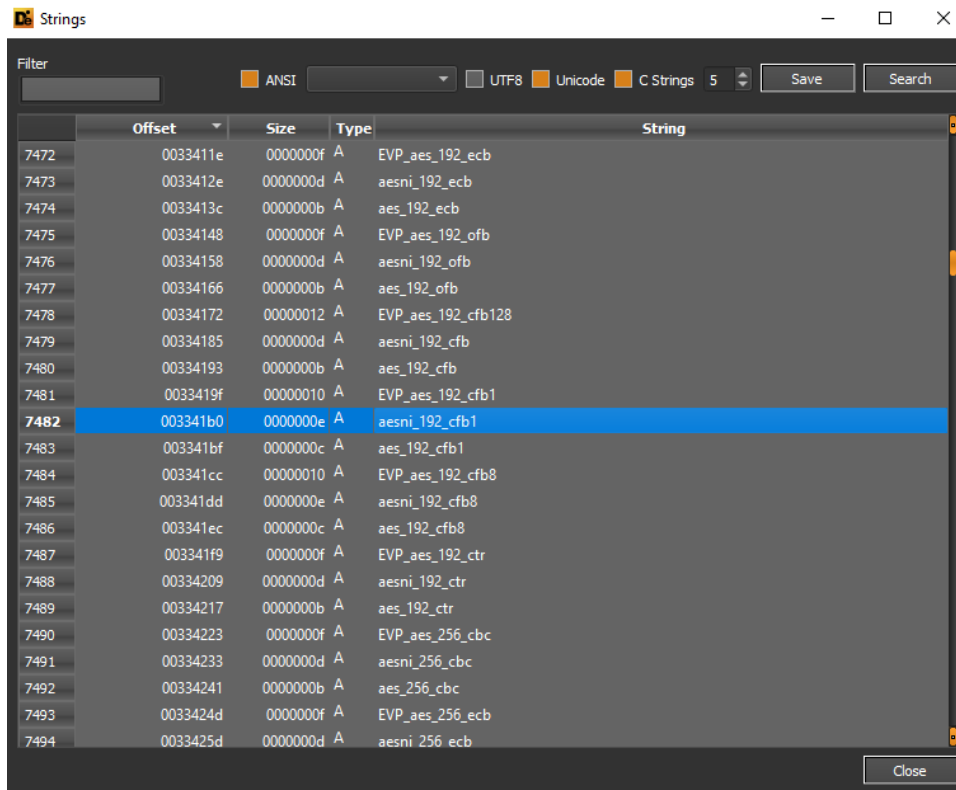 De Strings
Filter
ANSI UTF8 Unicode C Strings 5 Save Search
Offset Size Type String
7472 0033411e 0000000f A EVP_aes_192_ecb
7473 0033412e 0000000d A aesni_192_ecb
7474 0033413c 0000000b A aes_192_ecb
7475 00334148 0000000f A EVP_aes_192_ofb
7476 00334158 0000000d A aesni_192_ofb
7477 00334166 0000000b A aes_192_ofb
7478 00334172 00000012 A EVP_aes_192_cfb128
7479 00334185 0000000d A aesni_192_cfb
7480 00334193 0000000b A aes_192_cfb
7481 0033419f 00000010 A EVP_aes_192_cfb1
7482 003341b0 0000000e A aesni_192_cfb1
7483 003341bf 0000000c A aes_192_cfb1
7484 003341cc 00000010 A EVP_aes_192_cfb8
7485 003341dd 0000000e A aesni_192_cfb8
7486 003341ec 0000000c A aes_192_cfb8
7487 003341f9 0000000f A EVP_aes_192_ctr
7488 00334209 0000000d A aesni_192_ctr
7489 00334217 0000000b A aes_192_ctr
7490 00334223 0000000f A EVP_aes_256_cbc
7491 00334233 0000000d A aesni_256_cbc
7492 00334241 0000000b A aes_256_cbc
7493 0033424d 0000000f A EVP_aes_256_ecb
7494 0033425d 0000000d A aesni_256_ecb
Close